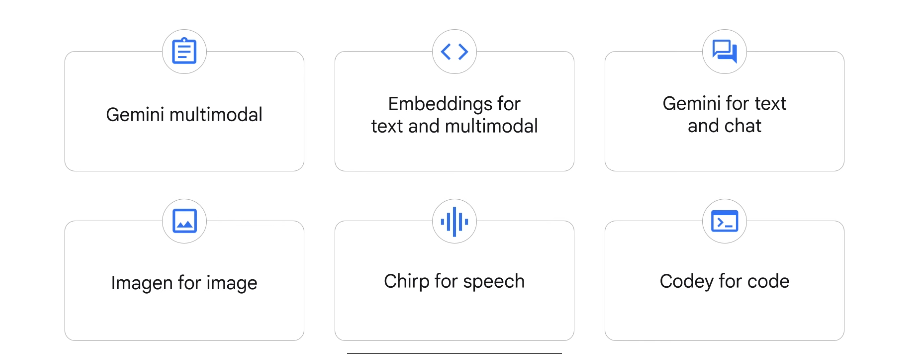 Gemini multimodal
Embeddings for
text and multimodal
Gemini for text
and chat
Imagen for image
Chirp for speech
Codey for code